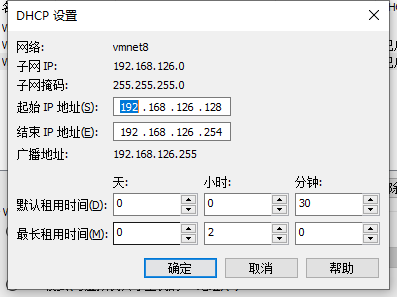 DHCP 设置
网络: vmnet8
子网 IP: 192.168.126.0
子网掩码: 255.255.255.0
起始 IP 地址(S): 192 . 168 . 126 . 128
结束 IP 地址(E): 192 . 168 . 126 . 254
广播地址: 192.168.126.255
天: 小时: 分钟:
默认租用时间(D): 0 0 30
最长租用时间(M): 0 2 0
确定 取消 帮助